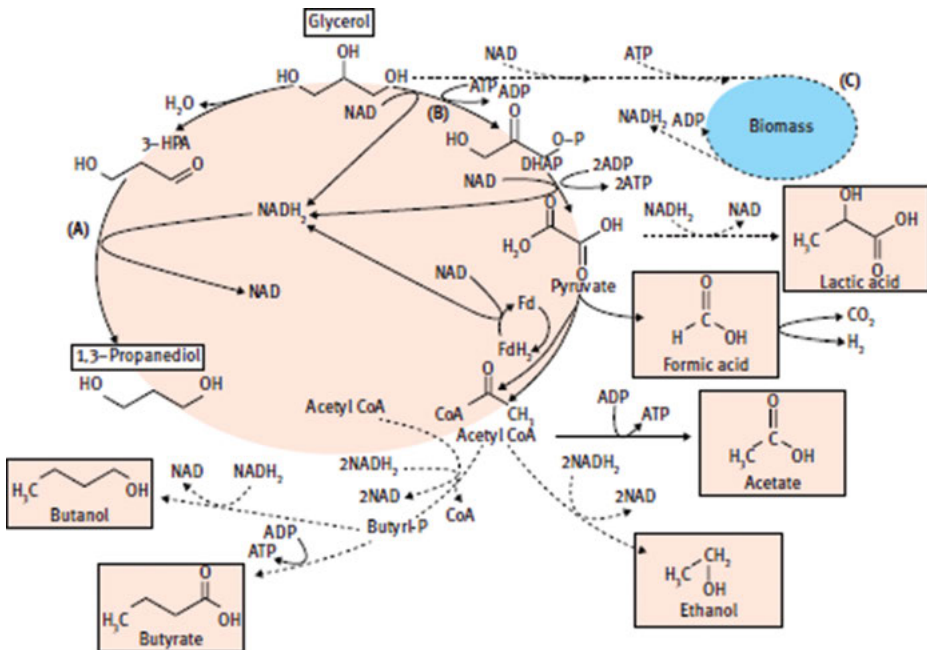 Glycerol
OH
HO
OH
NAD
ATP
(C)
H₂O
NAD
(B)
ATP
ADP
O
3-HPA
HO
O
HO
O-P
DHAP
NADH₂
ADP
Biomass
NAD
2ADP
2ATP
NADH₂
(A)
O
OH
H₂O
O
Pyruvate
NADH₂
NAD
OH
H₃C
OH
O
Lactic acid
NAD
NAD
Fd
FdH₂
O
H
C
OH
Formic acid
CO₂
H₂
1,3-Propanediol
HO
OH
O
CoA
CH₃
Acetyl CoA
Acetyl CoA
ADP
ATP
O
H₃C
C
OH
Acetate
H₃C
OH
Butanol
NAD
NADH₂
2NADH₂
2NAD
CoA
Butyrl-P
2NADH₂
2NAD
ADP
ATP
H₃C
O
OH
Butyrate
H₃C
CH₂
OH
Ethanol